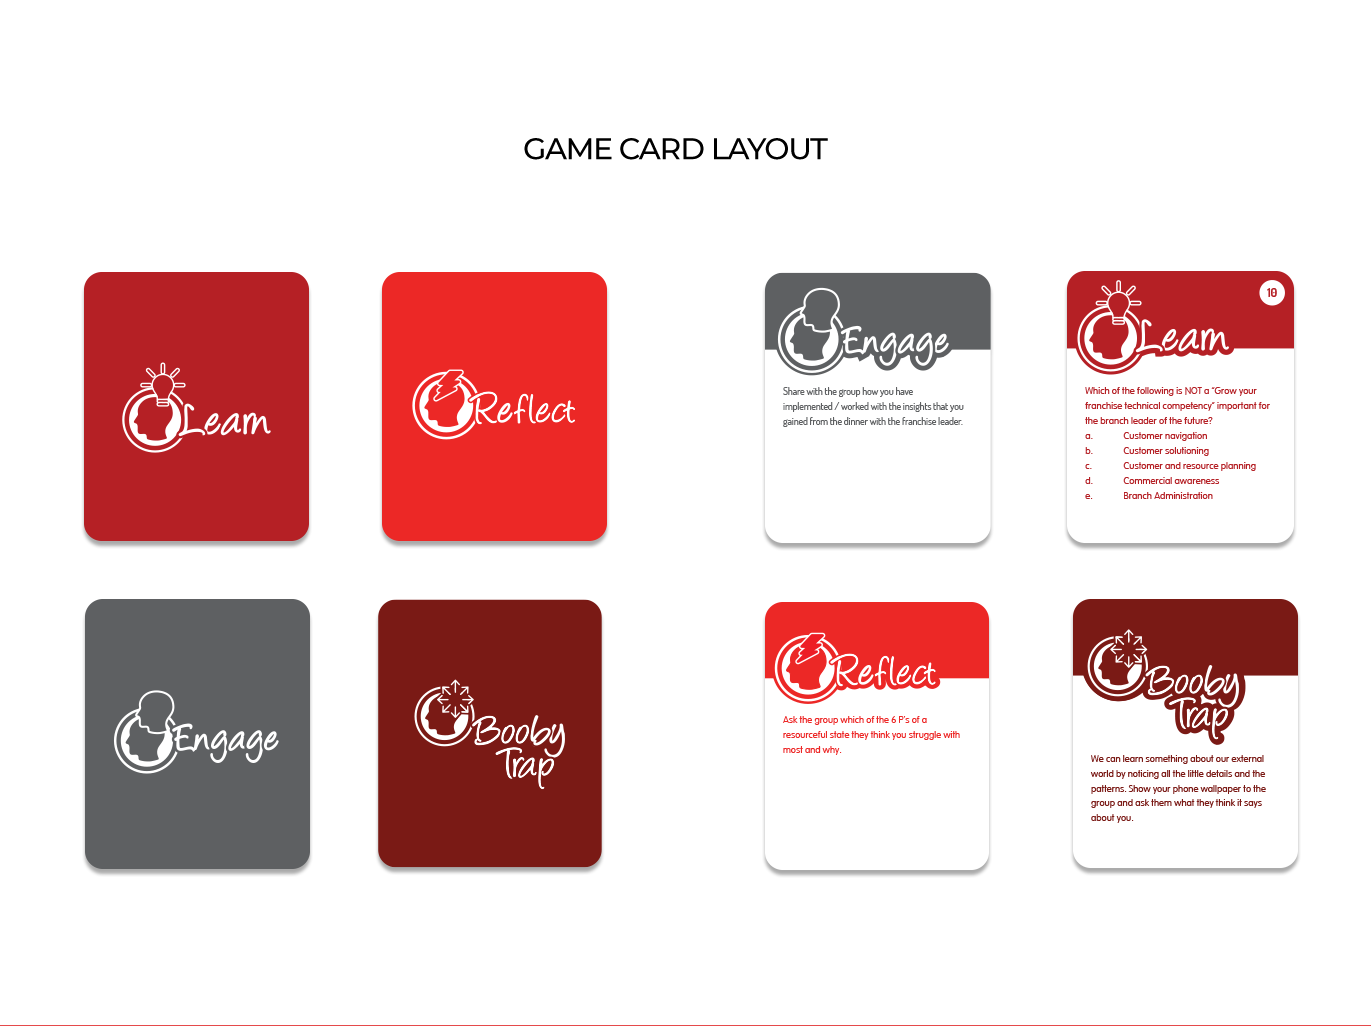 GAME CARD LAYOUT
Learn
Reflect
Engage
Share with the group how you have
implemented / worked with the insights that you
gained from the dinner with the franchise leader.
Learn
10
Which of the following is NOT a "Grow your
franchise technical competency" important for
the branch leader of the future?
a. Customer navigation
b. Customer solutioning
c. Customer and resource planning
d. Commercial awareness
e. Branch Administration
Engage
Booby
Trap
Reflect
Ask the group which of the 6 P's of a
resourceful state they think you struggle with
most and why.
Booby
Trap
We can learn something about our external
world by noticing all the little details and the
patterns. Show your phone wallpaper to the
group and ask them what they think it says
about you.